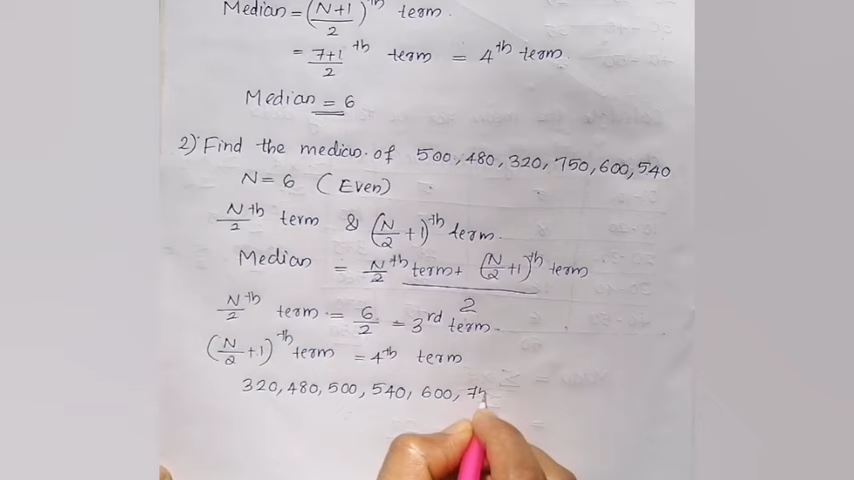 Median = (N+1)/2 th term.
= 7+1/2 th term = 4th term.
Median = 6
2) Find the median of 500, 480, 320, 750, 600, 540
N = 6 (Even)
N/2 th term & (N/2 + 1)th term.
Median = N/2 th term + (N/2 + 1)th term / 2
N/2 th term = 6/2 = 3rd term.
(N/2 + 1)th term = 4th term
320, 480, 500, 540, 600, 75